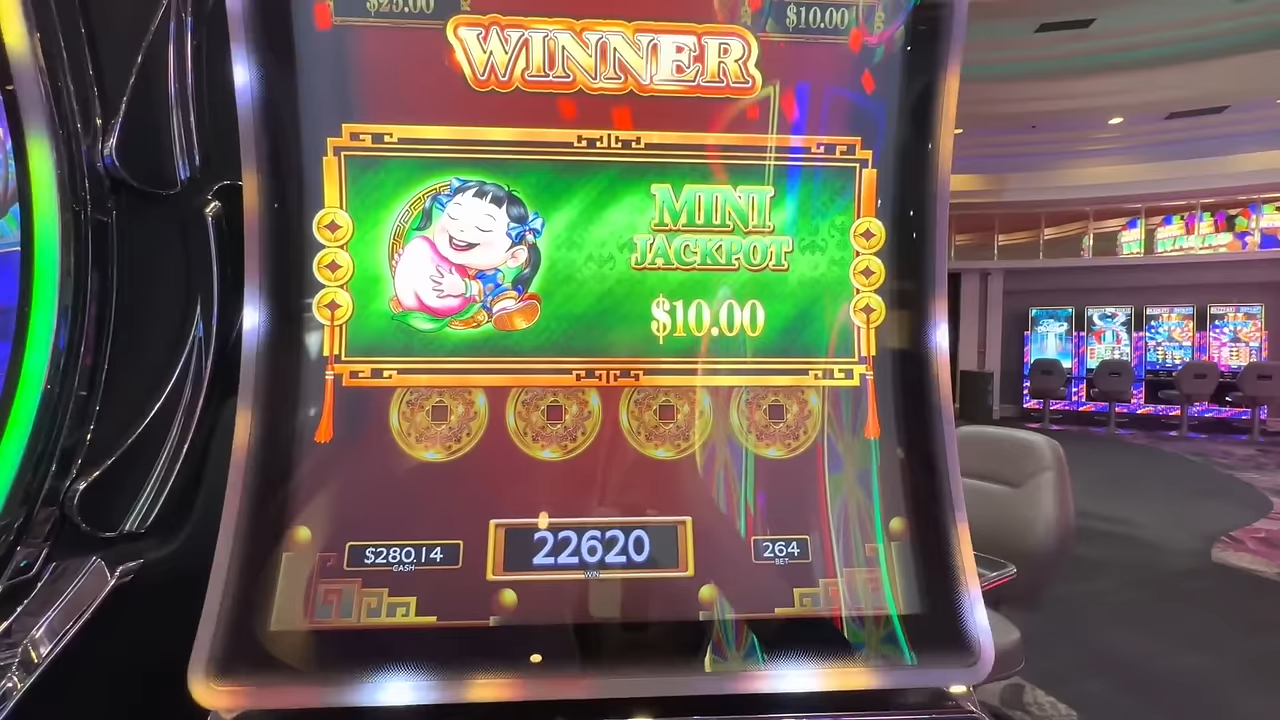 $25.00
$10.00
WINNER
MINI
JACKPOT
$10.00
$280.14
CASH
22620
WIN
264
BET